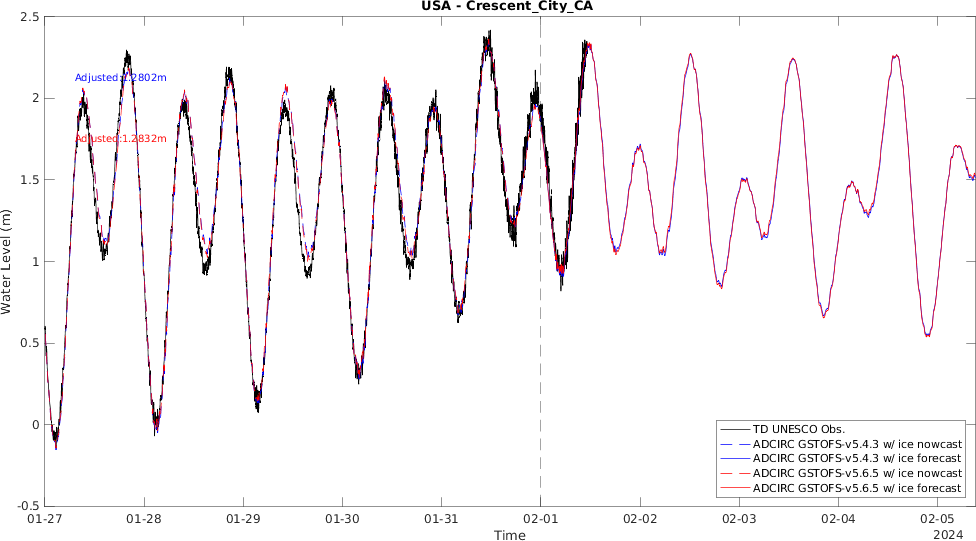 USA - Crescent_City_CA
2.5
2
1.5
1
0.5
0
-0.5
Water Level (m)
Adjusted:1.2802m
Adjusted:1.2832m
TD UNESCO Obs.
ADCIRC GSTOFS-v5.4.3 w/ ice nowcast
ADCIRC GSTOFS-v5.4.3 w/ ice forecast
ADCIRC GSTOFS-v5.6.5 w/ ice nowcast
ADCIRC GSTOFS-v5.6.5 w/ ice forecast
01-27 01-28 01-29 01-30 01-31 02-01 02-02 02-03 02-04 02-05
Time
2024